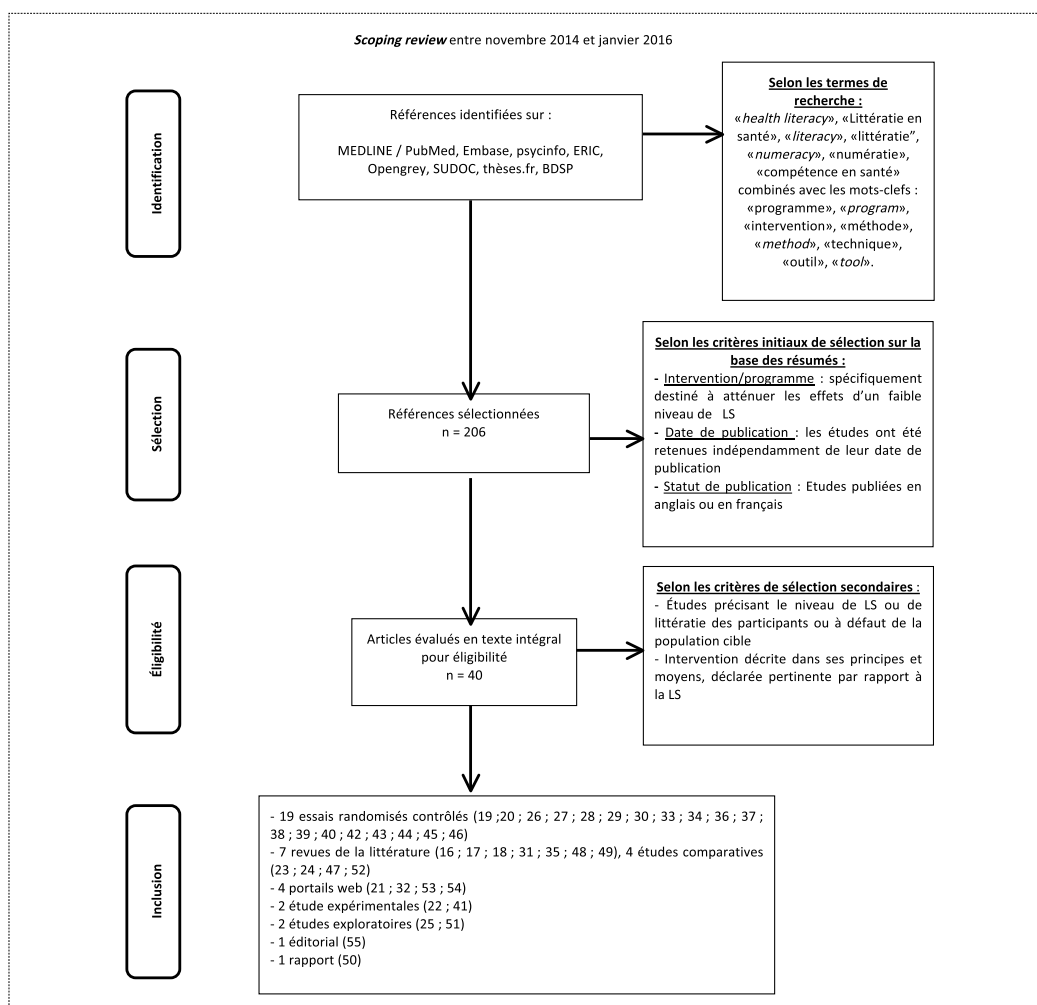 Scoping review entre novembre 2014 et janvier 2016
Identification
Références identifiées sur :
MEDLINE / PubMed, Embase, psycinfo, ERIC,
Opengrey, SUDOC, thèses.fr, BDSP
Selon les termes de
recherche :
«health literacy», «Littératie en
santé», «literacy», «littératie”,
«numeracy», «numératie»,
«compétence en santé»
combinés avec les mots-clefs :
«programme», «program»,
«intervention», «méthode»,
«method», «technique»,
«outil», «tool».
Sélection
Références sélectionnées
n = 206
Selon les critères initiaux de sélection sur la
base des résumés :
- Intervention/programme : spécifiquement
destiné à atténuer les effets d’un faible
niveau de LS
- Date de publication : les études ont été
retenues indépendamment de leur date de
publication
- Statut de publication : Etudes publiées en
anglais ou en français
Éligibilité
Articles évalués en texte intégral
pour éligibilité
n = 40
Selon les critères de sélection secondaires :
- Études précisant le niveau de LS ou de
littératie des participants ou à défaut de la
population cible
- Intervention décrite dans ses principes et
moyens, déclarée pertinente par rapport à
la LS
Inclusion
- 19 essais randomisés contrôlés (19 ;20 ; 26 ; 27 ; 28 ; 29 ; 30 ; 33 ; 34 ; 36 ; 37 ;
38 ; 39 ; 40 ; 42 ; 43 ; 44 ; 45 ; 46)
- 7 revues de la littérature (16 ; 17 ; 18 ; 31 ; 35 ; 48 ; 49), 4 études comparatives
(23 ; 24 ; 47 ; 52)
- 4 portails web (21 ; 32 ; 53 ; 54)
- 2 étude expérimentales (22 ; 41)
- 2 études exploratoires (25 ; 51)
- 1 éditorial (55)
- 1 rapport (50)